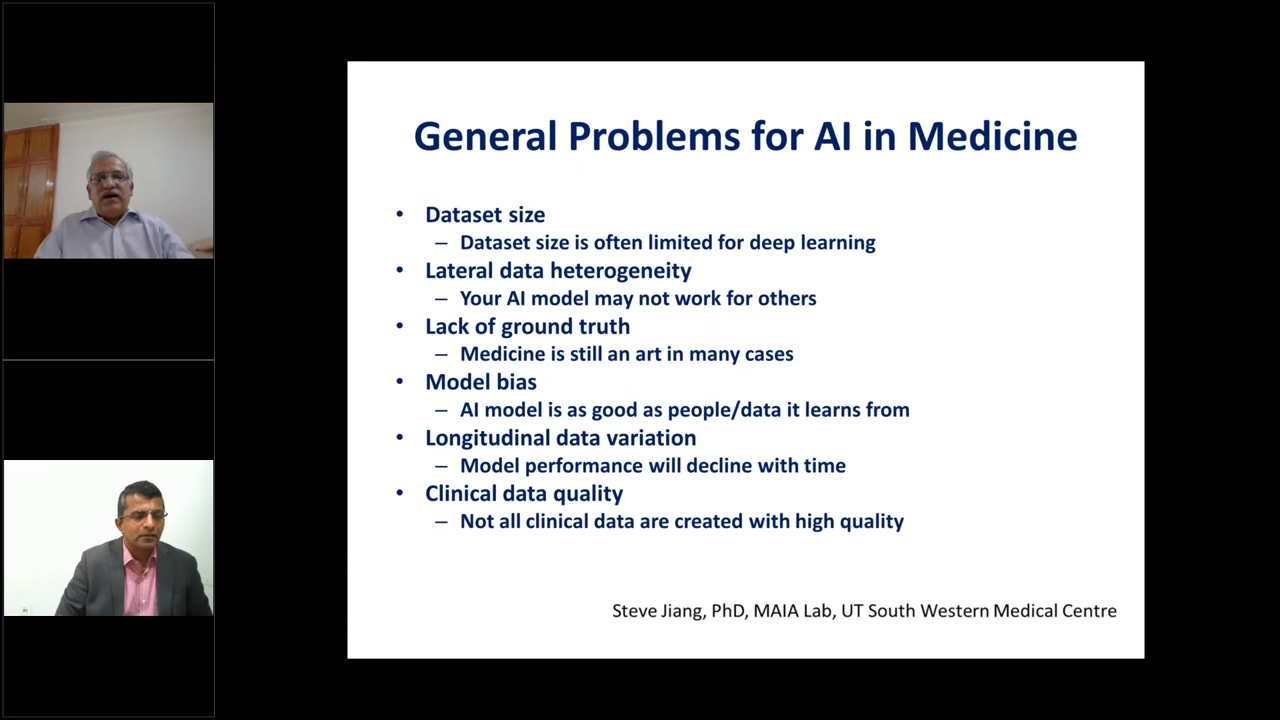 General Problems for AI in Medicine
• Dataset size
– Dataset size is often limited for deep learning
• Lateral data heterogeneity
– Your AI model may not work for others
• Lack of ground truth
– Medicine is still an art in many cases
• Model bias
– AI model is as good as people/data it learns from
• Longitudinal data variation
– Model performance will decline with time
• Clinical data quality
– Not all clinical data are created with high quality
Steve Jiang, PhD, MAIA Lab, UT South Western Medical Centre